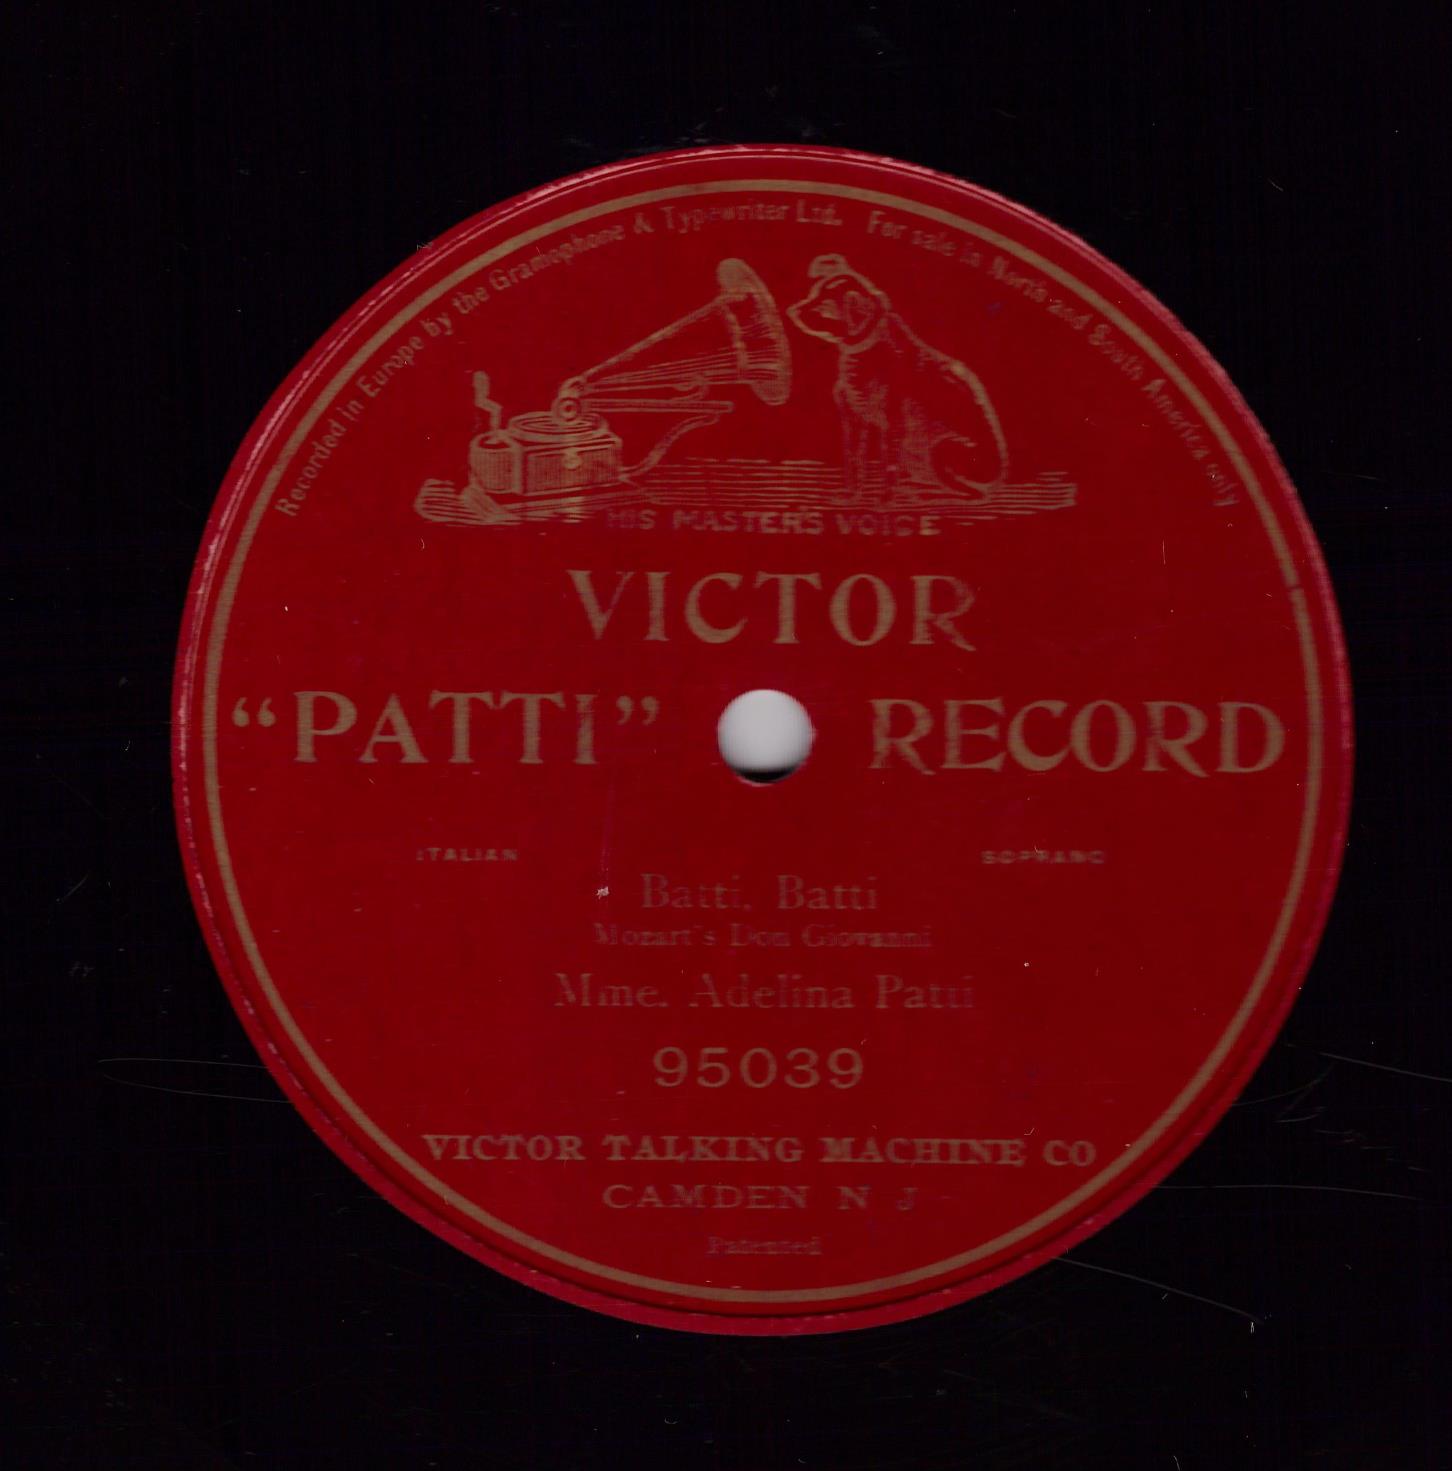 Recorded in Europe by the Gramophone & Typewriter Ltd. For sale in North and South America only
HIS MASTER'S VOICE
VICTOR
“PATTI” RECORD
ITALIAN SOPRANO
Batti, Batti
Mozart's Don Giovanni
Mme. Adelina Patti
95039
VICTOR TALKING MACHINE CO
CAMDEN N J
Patented